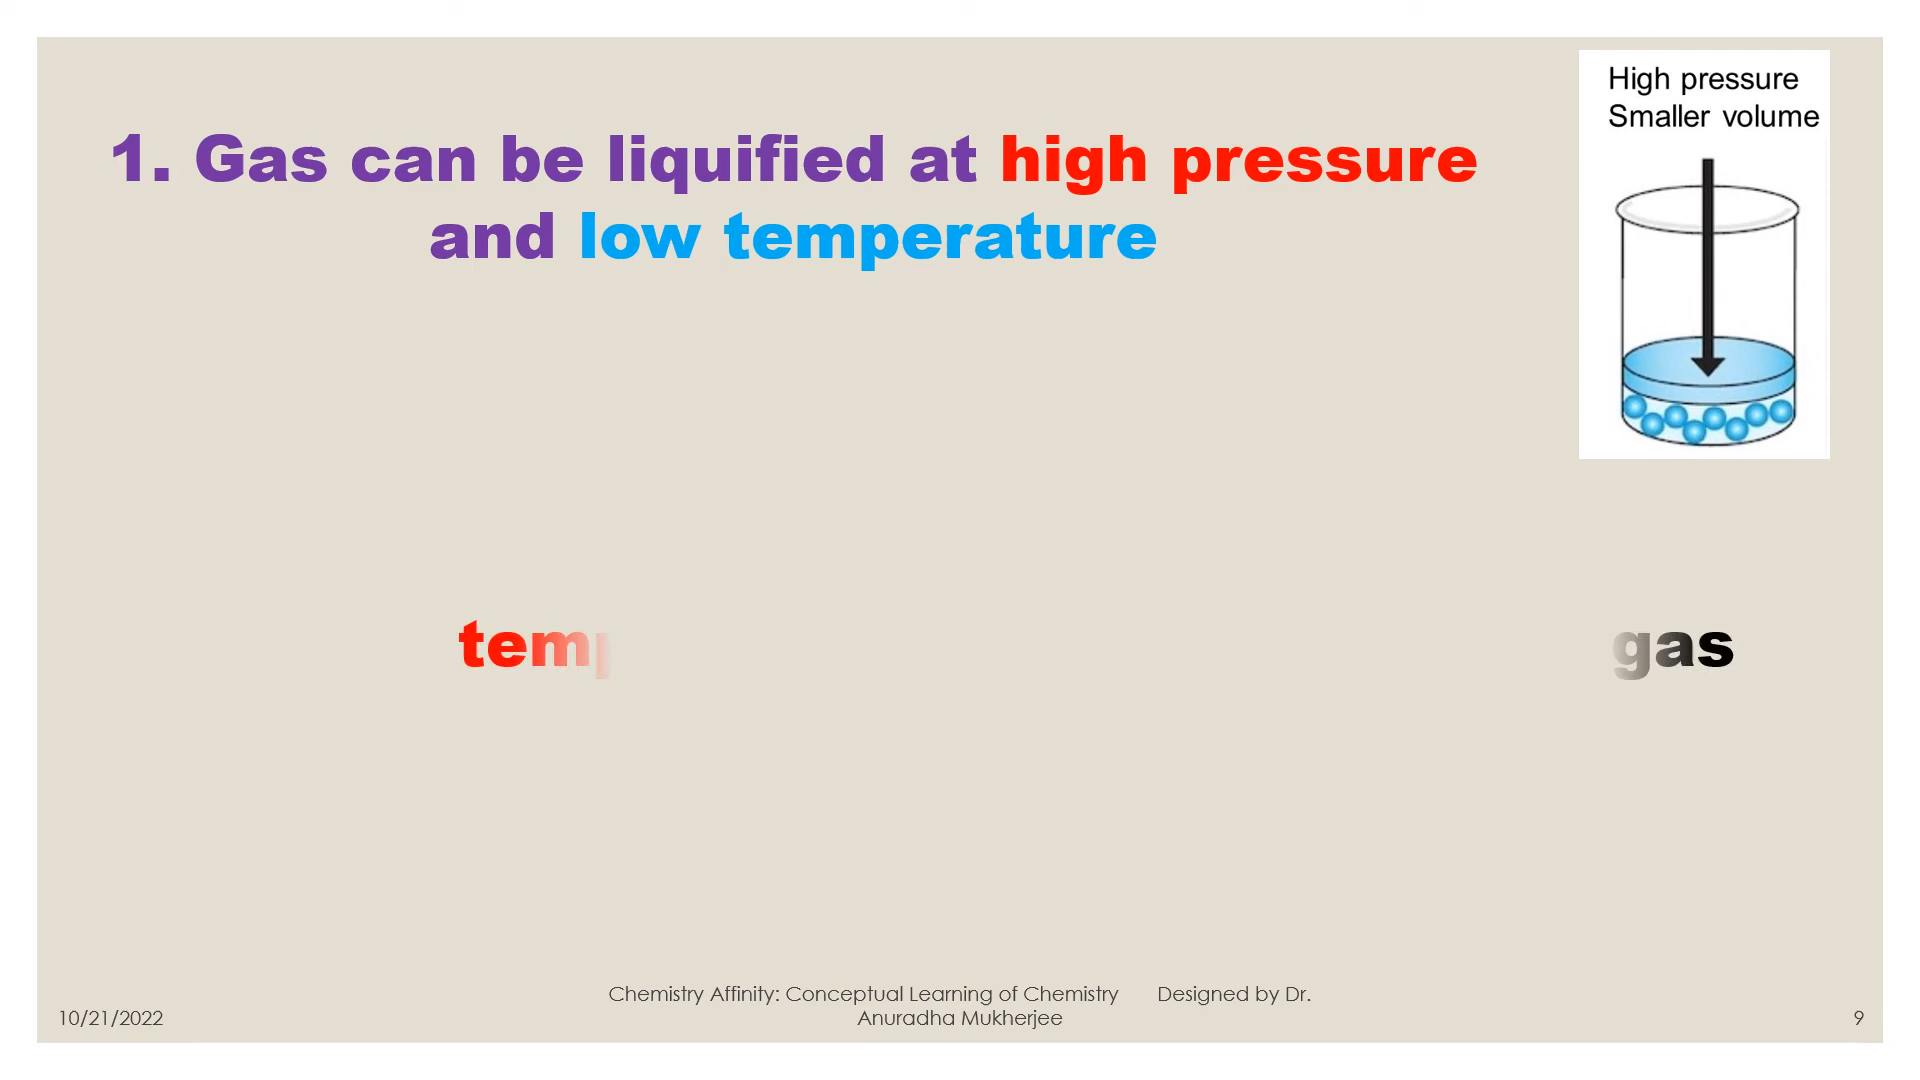 High pressure
Smaller volume
1. Gas can be liquified at high pressure
and low temperature
gas
Chemistry Affinity: Conceptual Learning of Chemistry Designed by Dr.
Anuradha Mukherjee
10/21/2022
9